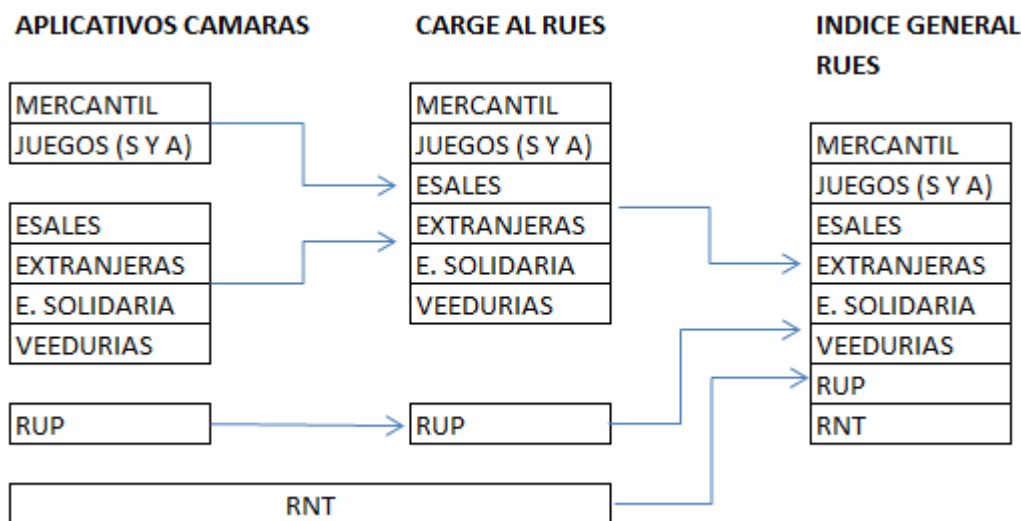 APLICATIVOS CAMARAS
MERCANTIL
JUEGOS (S Y A)
ESALES
EXTRANJERAS
E. SOLIDARIA
VEEDURIAS
RUP
RNT
CARGE AL RUES
MERCANTIL
JUEGOS (S Y A)
ESALES
EXTRANJERAS
E. SOLIDARIA
VEEDURIAS
RUP
INDICE GENERAL
RUES
MERCANTIL
JUEGOS (S Y A)
ESALES
EXTRANJERAS
E. SOLIDARIA
VEEDURIAS
RUP
RNT